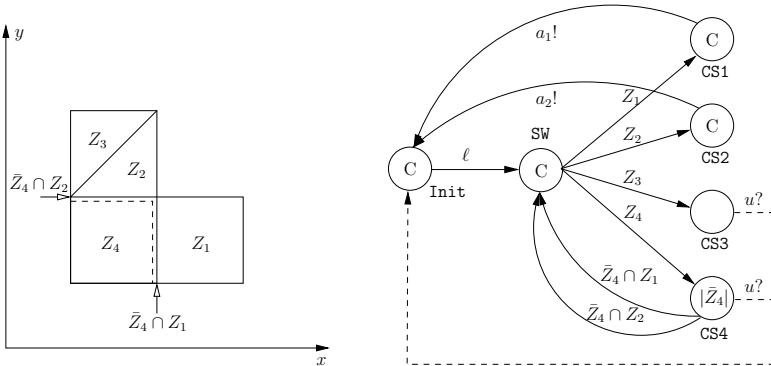 y
Z₃
Z₂
Z̄₄ ∩ Z₂
Z₄
Z₁
Z̄₄ ∩ Z₁
x
a₁!
C
CS1
Z₁
a₂!
C
CS2
SW
Z₂
C
ℓ
C
Init
Z₃
CS3
u?
Z₄
Z̄₄ ∩ Z₁
|Z̄₄|
u?
Z̄₄ ∩ Z₂
CS4